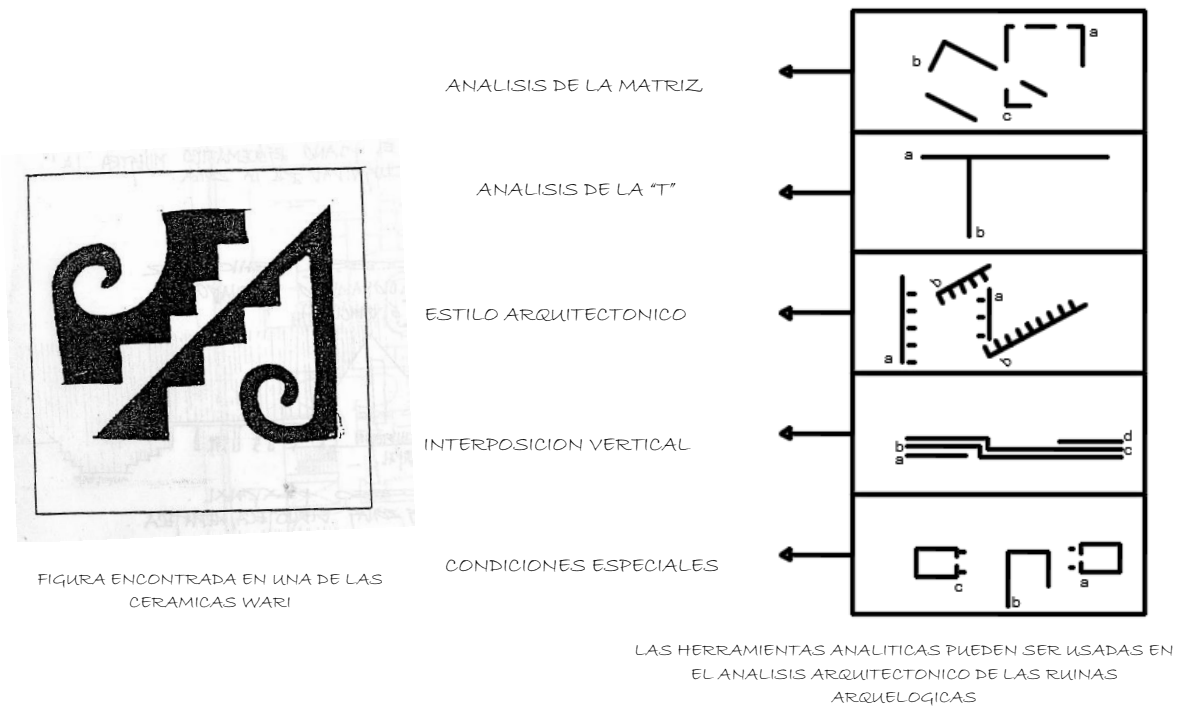 ANALISIS DE LA MATRIZ
ANALISIS DE LA "T"
ESTILO ARQUITECTONICO
INTERPOSICION VERTICAL
CONDICIONES ESPECIALES
FIGURA ENCONTRADA EN UNA DE LAS
CERAMICAS WARI
a
b
c
a
b
b
a
a
b
b
d
c
a
c
b
a
LAS HERRAMIENTAS ANALITICAS PUEDEN SER USADAS EN
EL ANALISIS ARQUITECTONICO DE LAS RUINAS
ARQUELOGICAS